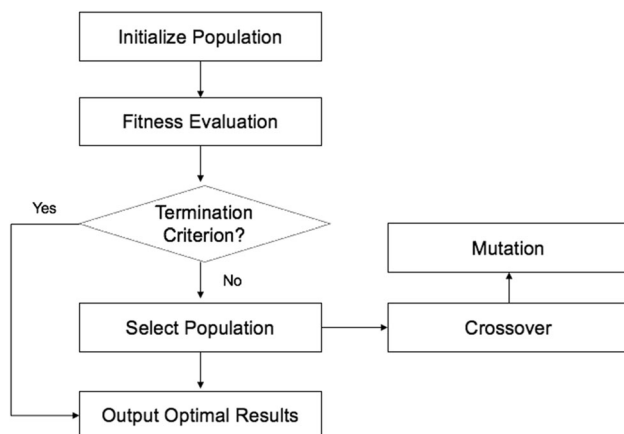 Initialize Population
Fitness Evaluation
Yes
Termination
Criterion?
Mutation
No
Select Population
Crossover
Output Optimal Results